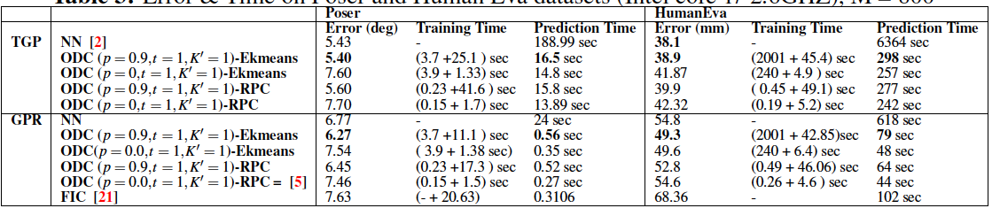 Table 3: Error & Time on Poser and Human Eva datasets (Intel core i7 2.6GHZ), M = 800
Poser HumanEva
Error (deg) Training Time Prediction Time Error (mm) Training Time Prediction Time
TGP NN [2] 5.43 - 188.99 sec 38.1 - 6364 sec
ODC (p = 0.9,t = 1,K′ = 1)-Ekmeans 5.40 (3.7 +25.1 ) sec 16.5 sec 38.9 (2001 + 45.4) sec 298 sec
ODC (p = 0,t = 1,K′ = 1)-Ekmeans 7.60 (3.9 + 1.33) sec 14.8 sec 41.87 (240 + 4.9 ) sec 257 sec
ODC (p = 0.9,t = 1,K′ = 1)-RPC 5.60 (0.23 +41.6 ) sec 15.8 sec 39.9 ( 0.45 + 49.1) sec 277 sec
ODC (p = 0,t = 1,K′ = 1)-RPC 7.70 (0.15 + 1.7) sec 13.89 sec 42.32 (0.19 + 5.2) sec 242 sec
GPR NN 6.77 - 24 sec 54.8 - 618 sec
ODC (p = 0.9,t = 1,K′ = 1)-Ekmeans 6.27 (3.7 +11.1 ) sec 0.56 sec 49.3 (2001 + 42.85)sec 79 sec
ODC(p = 0.0,t = 1,K′ = 1)-Ekmeans 7.54 ( 3.9 + 1.38 sec) 0.35 sec 49.6 (240 + 6.4) sec 48 sec
ODC (p = 0.9,t = 1,K′ = 1)-RPC 6.45 (0.23 +17.3 ) sec 0.52 sec 52.8 (0.49 + 46.06) sec 64 sec
ODC (p = 0.0,t = 1,K′ = 1)-RPC = [5] 7.46 (0.15 + 1.5) sec 0.27 sec 54.6 (0.26 + 4.6 ) sec 44 sec
FIC [21] 7.63 (- + 20.63) 0.3106 68.36 - 102 sec